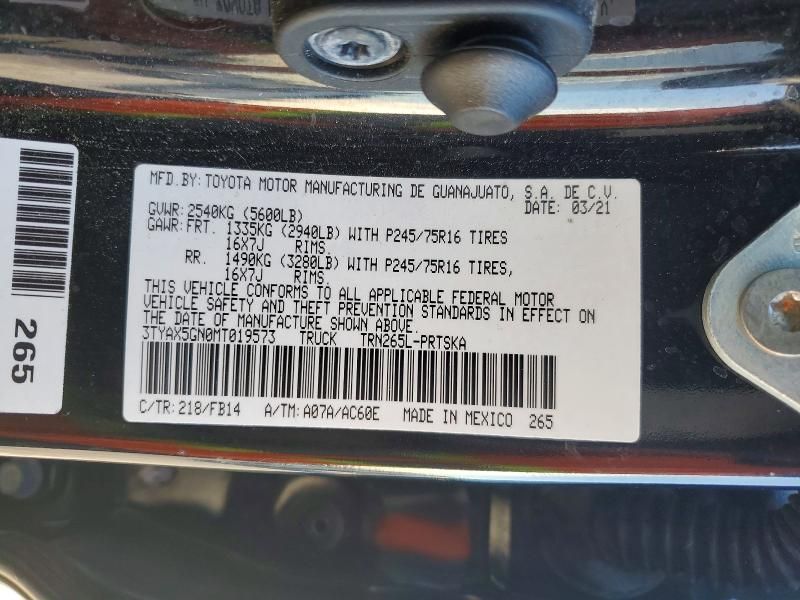 MFD.BY: TOYOTA MOTOR MANUFACTURING DE GUANAJUATO, S.A. DE C.V.
GVWR: 2540KG (5600LB) DATE: 03/21
GAWR: FRT. 1335KG (2940LB) WITH P245/75R16 TIRES
16X7J RIMS.
RR. 1490KG (3280LB) WITH P245/75R16 TIRES,
16X7J RIMS.
THIS VEHICLE CONFORMS TO ALL APPLICABLE FEDERAL MOTOR
VEHICLE SAFETY AND THEFT PREVENTION STANDARDS IN EFFECT ON
THE DATE OF MANUFACTURE SHOWN ABOVE.
3TYAX5GN0MT019573 TRUCK TRN265L-PRTSKA
C/TR: 218/FB14 A/TM: A07A/AC60E MADE IN MEXICO 265
265